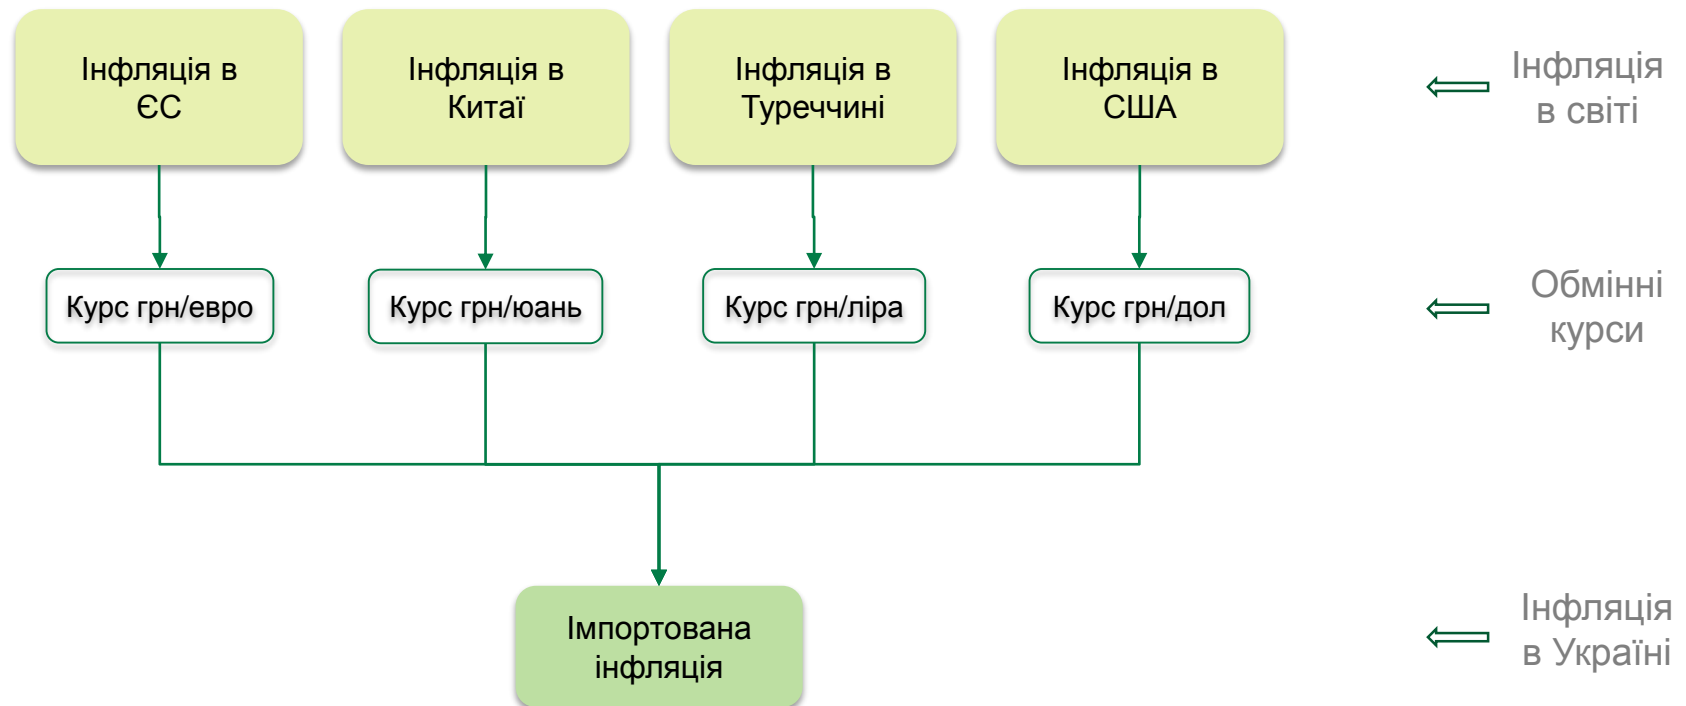 Інфляція в
ЄС
Інфляція в
Китаї
Інфляція в
Туреччині
Інфляція в
США
Інфляція
в світі
Курс грн/евро
Курс грн/юань
Курс грн/ліра
Курс грн/дол
Обмінні
курси
Імпортована
інфляція
Інфляція
в Україні